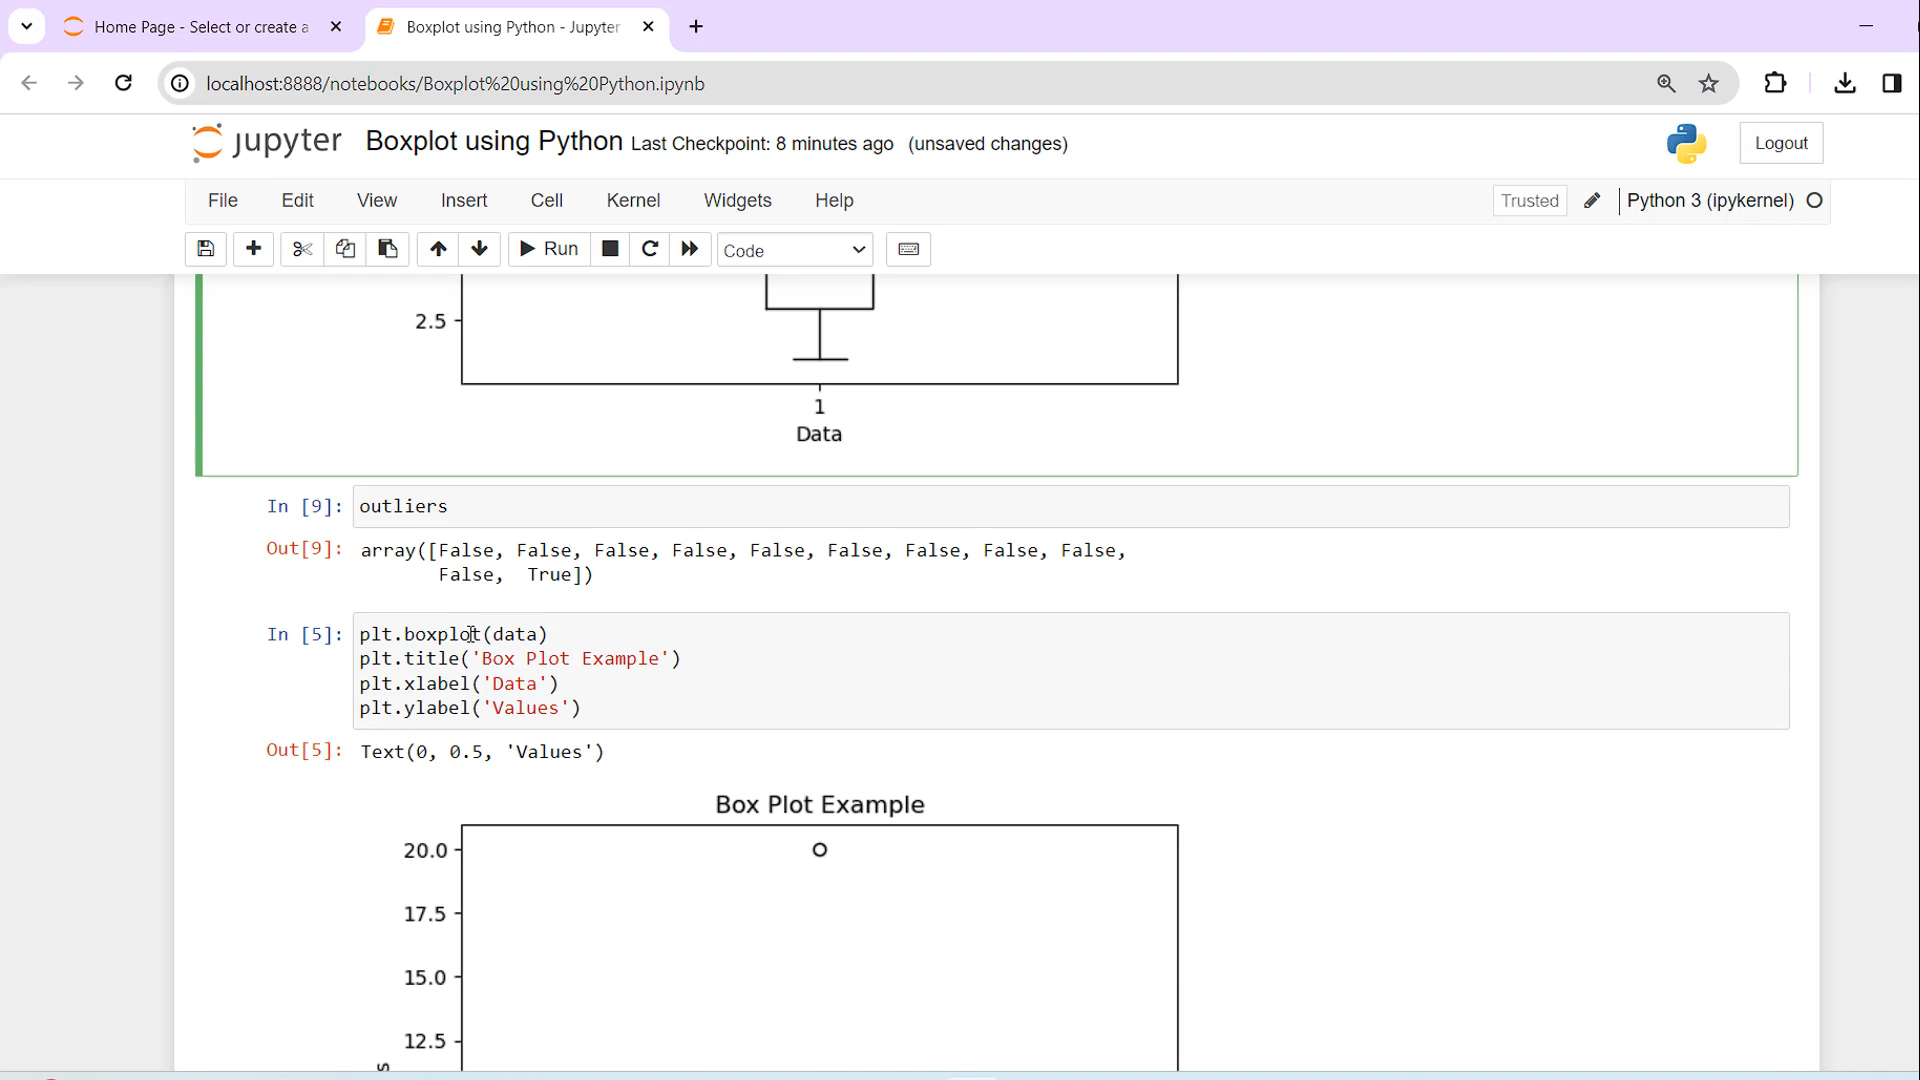 Home Page - Select or create a
Boxplot using Python - Jupyter
localhost:8888/notebooks/Boxplot%20using%20Python.ipynb
jupyter Boxplot using Python Last Checkpoint: 8 minutes ago (unsaved changes)
Logout
File Edit View Insert Cell Kernel Widgets Help
Trusted
Python 3 (ipykernel)
Run
Code
2.5
1
Data
In [9]: outliers
Out[9]: array([False, False, False, False, False, False, False, False, False,
False, True])
In [5]: plt.boxplot(data)
plt.title('Box Plot Example')
plt.xlabel('Data')
plt.ylabel('Values')
Out[5]: Text(0, 0.5, 'Values')
Box Plot Example
20.0
17.5
15.0
12.5